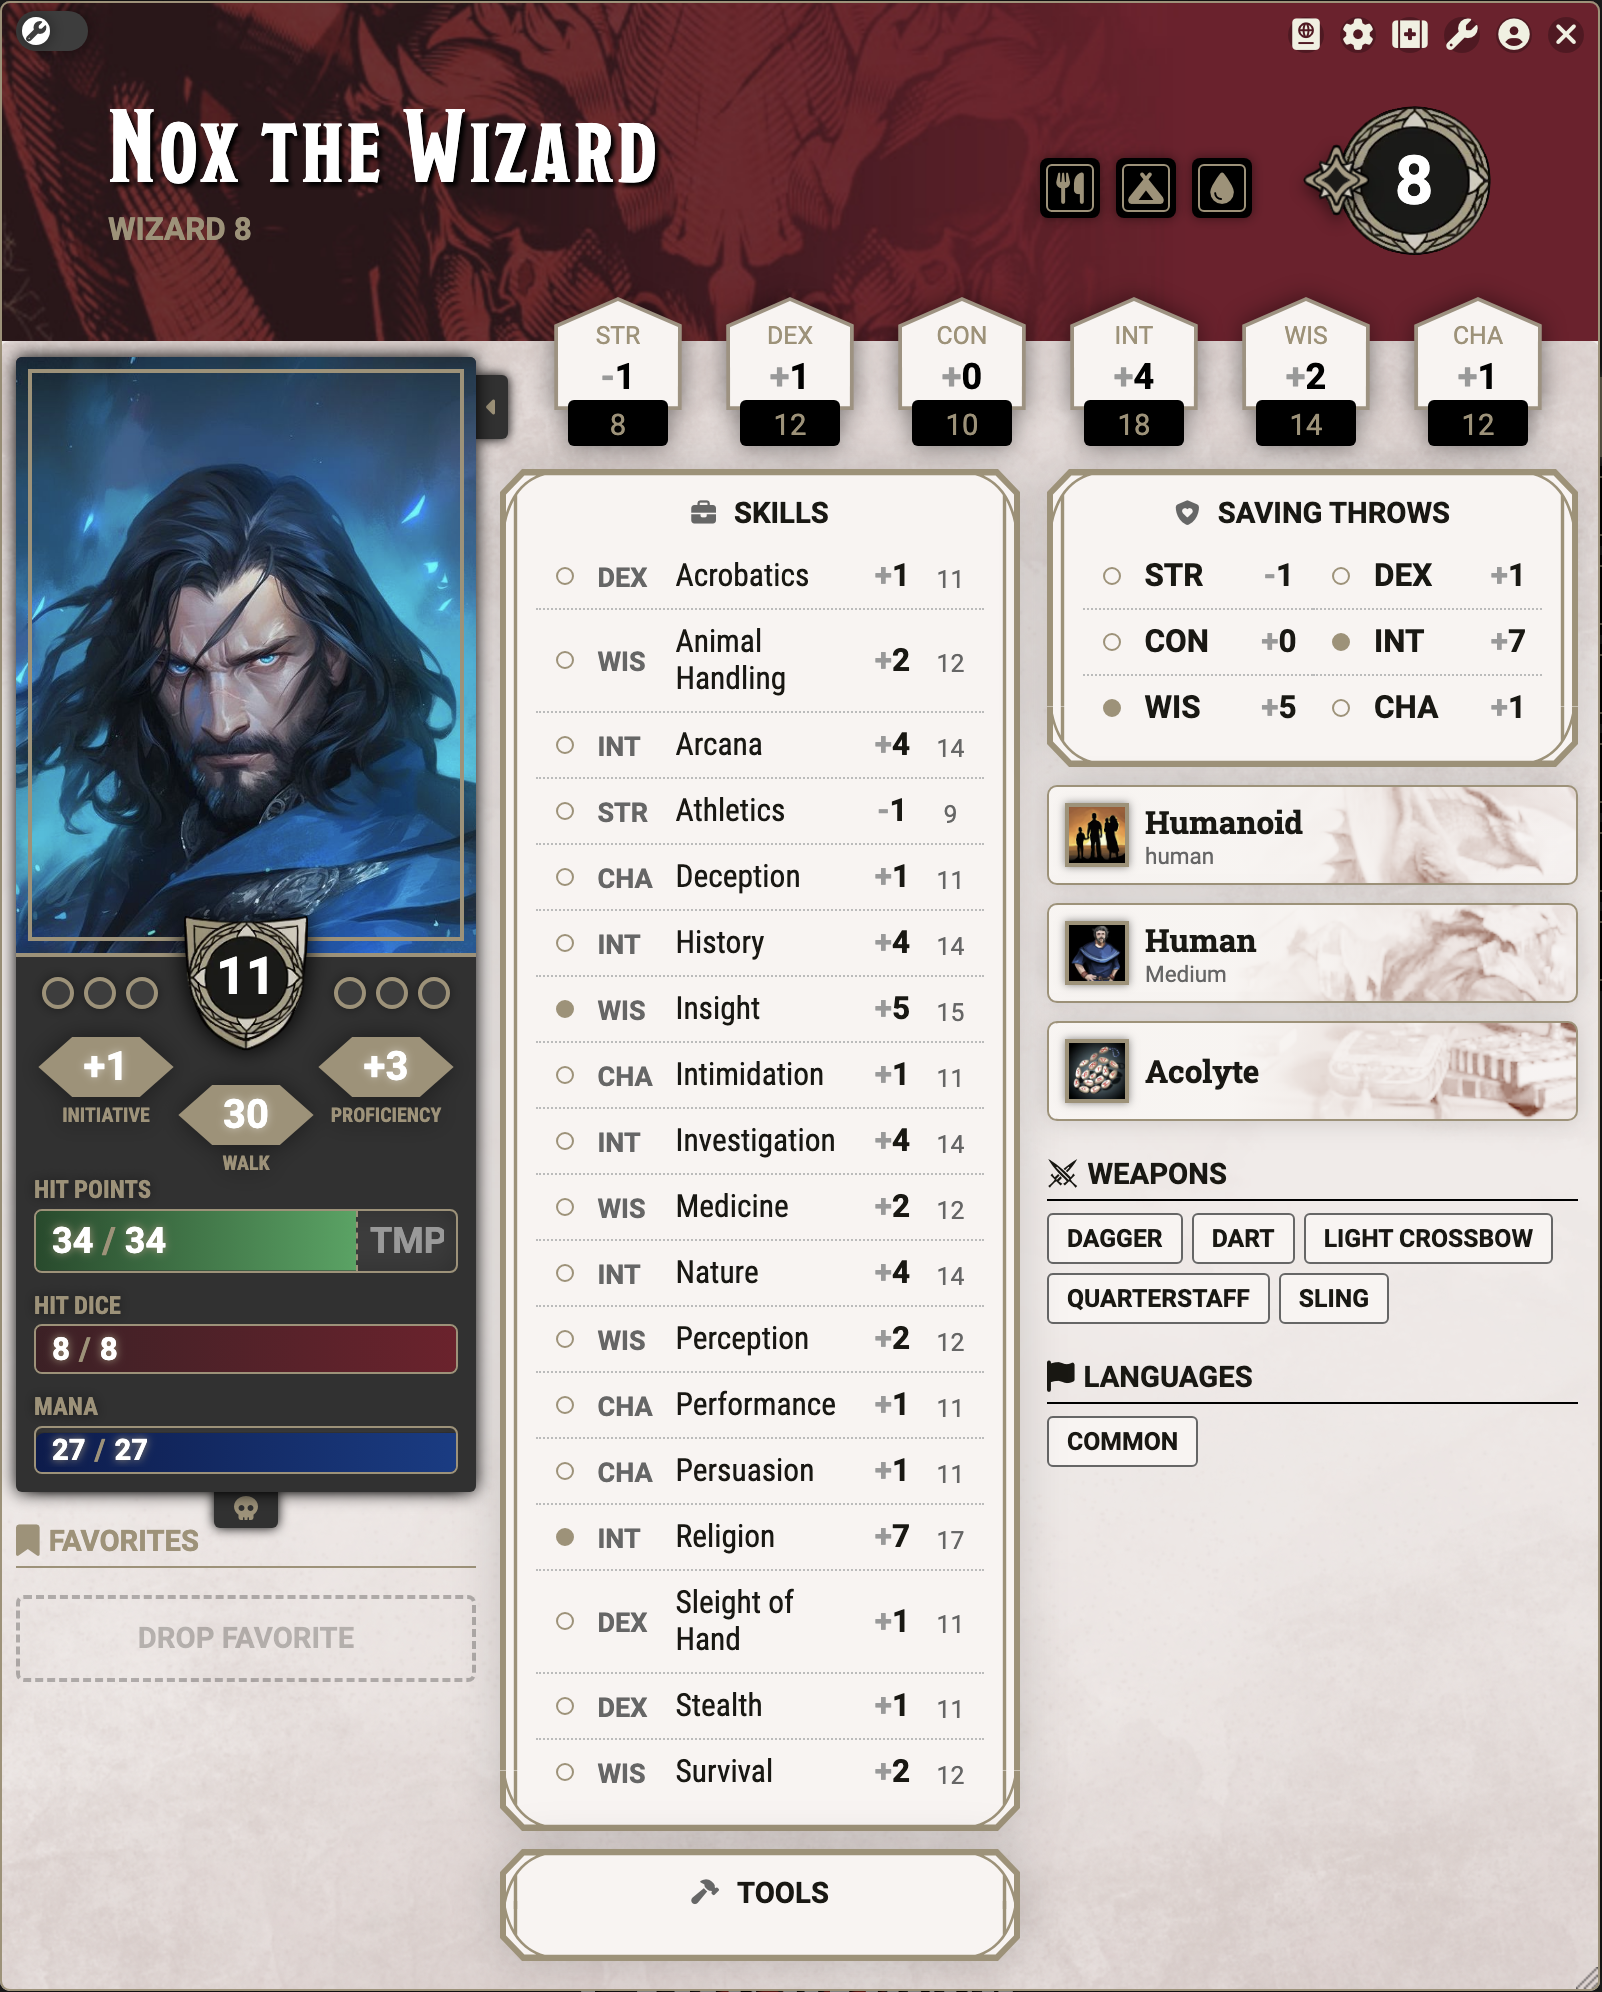 Nox the Wizard
WIZARD 8
8
STR
-1
8
DEX
+1
12
CON
+0
10
INT
+4
18
WIS
+2
14
CHA
+1
12
11
+1
INITIATIVE
30
WALK
+3
PROFICIENCY
HIT POINTS
34 / 34 TMP
HIT DICE
8 / 8
MANA
27 / 27
FAVORITES
DROP FAVORITE
SKILLS
DEX Acrobatics +1 11
WIS Animal Handling +2 12
INT Arcana +4 14
STR Athletics -1 9
CHA Deception +1 11
INT History +4 14
WIS Insight +5 15
CHA Intimidation +1 11
INT Investigation +4 14
WIS Medicine +2 12
INT Nature +4 14
WIS Perception +2 12
CHA Performance +1 11
CHA Persuasion +1 11
INT Religion +7 17
DEX Sleight of Hand +1 11
DEX Stealth +1 11
WIS Survival +2 12
TOOLS
SAVING THROWS
STR -1 DEX +1
CON +0 INT +7
WIS +5 CHA +1
Humanoid
human
Human
Medium
Acolyte
WEAPONS
DAGGER DART LIGHT CROSSBOW
QUARTERSTAFF SLING
LANGUAGES
COMMON